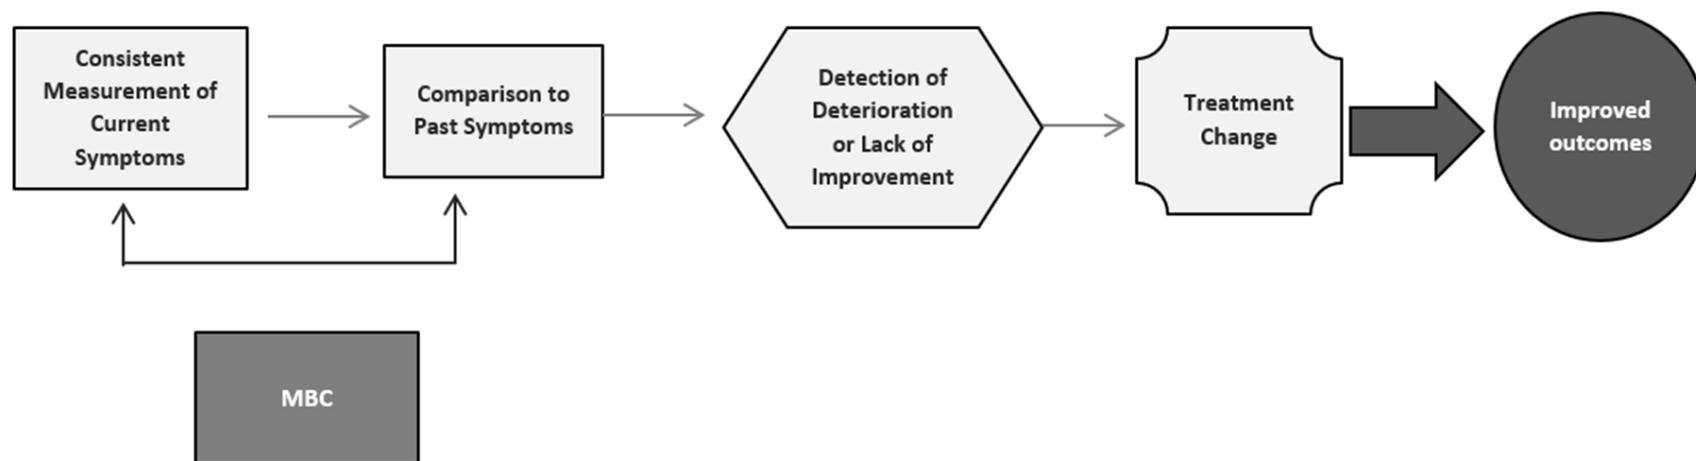 Consistent
Measurement of
Current
Symptoms
Comparison to
Past Symptoms
Detection of
Deterioration
or Lack of
Improvement
Treatment
Change
Improved
outcomes
MBC